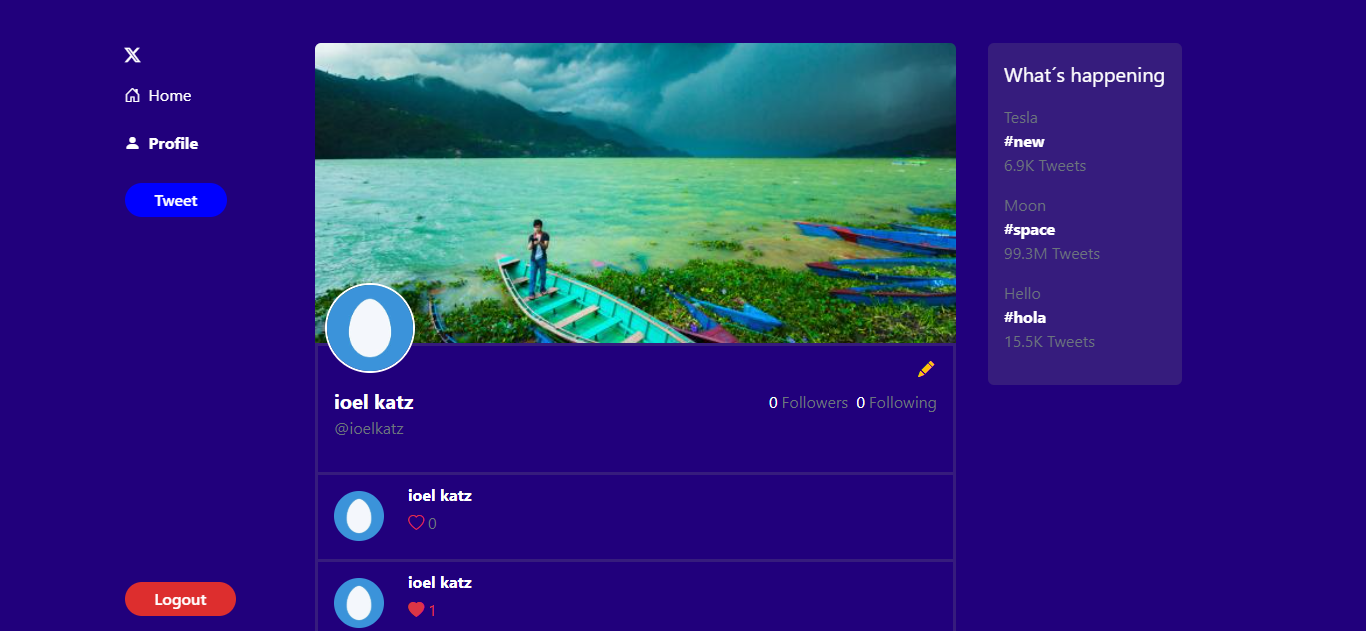 Home
Profile
Tweet
Logout
ioel katz
@ioelkatz
0 Followers 0 Following
ioel katz
0
ioel katz
1
What´s happening
Tesla
#new
6.9K Tweets
Moon
#space
99.3M Tweets
Hello
#hola
15.5K Tweets